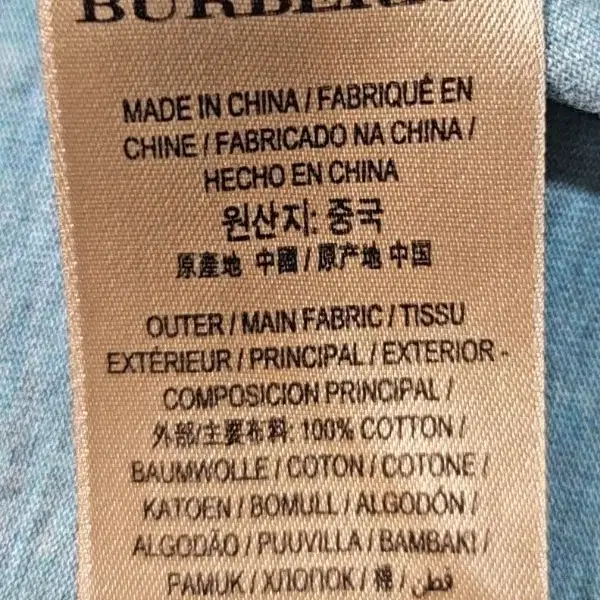 BURBERRY
MADE IN CHINA / FABRIQUÉ EN
CHINE / FABRICADO NA CHINA /
HECHO EN CHINA
원산지: 중국
原產地 中國 / 原产地 中国
OUTER / MAIN FABRIC / TISSU
EXTÉRIEUR / PRINCIPAL / EXTERIOR -
COMPOSICION PRINCIPAL /
外部/主要布料: 100% COTTON /
BAUMWOLLE / COTON / COTONE /
KATOEN / BOMULL / ALGODÓN /
ALGODÃO / PUUVILLA / BAMBAKI /
PAMUK / ХЛОПОК / 棉 / قطن